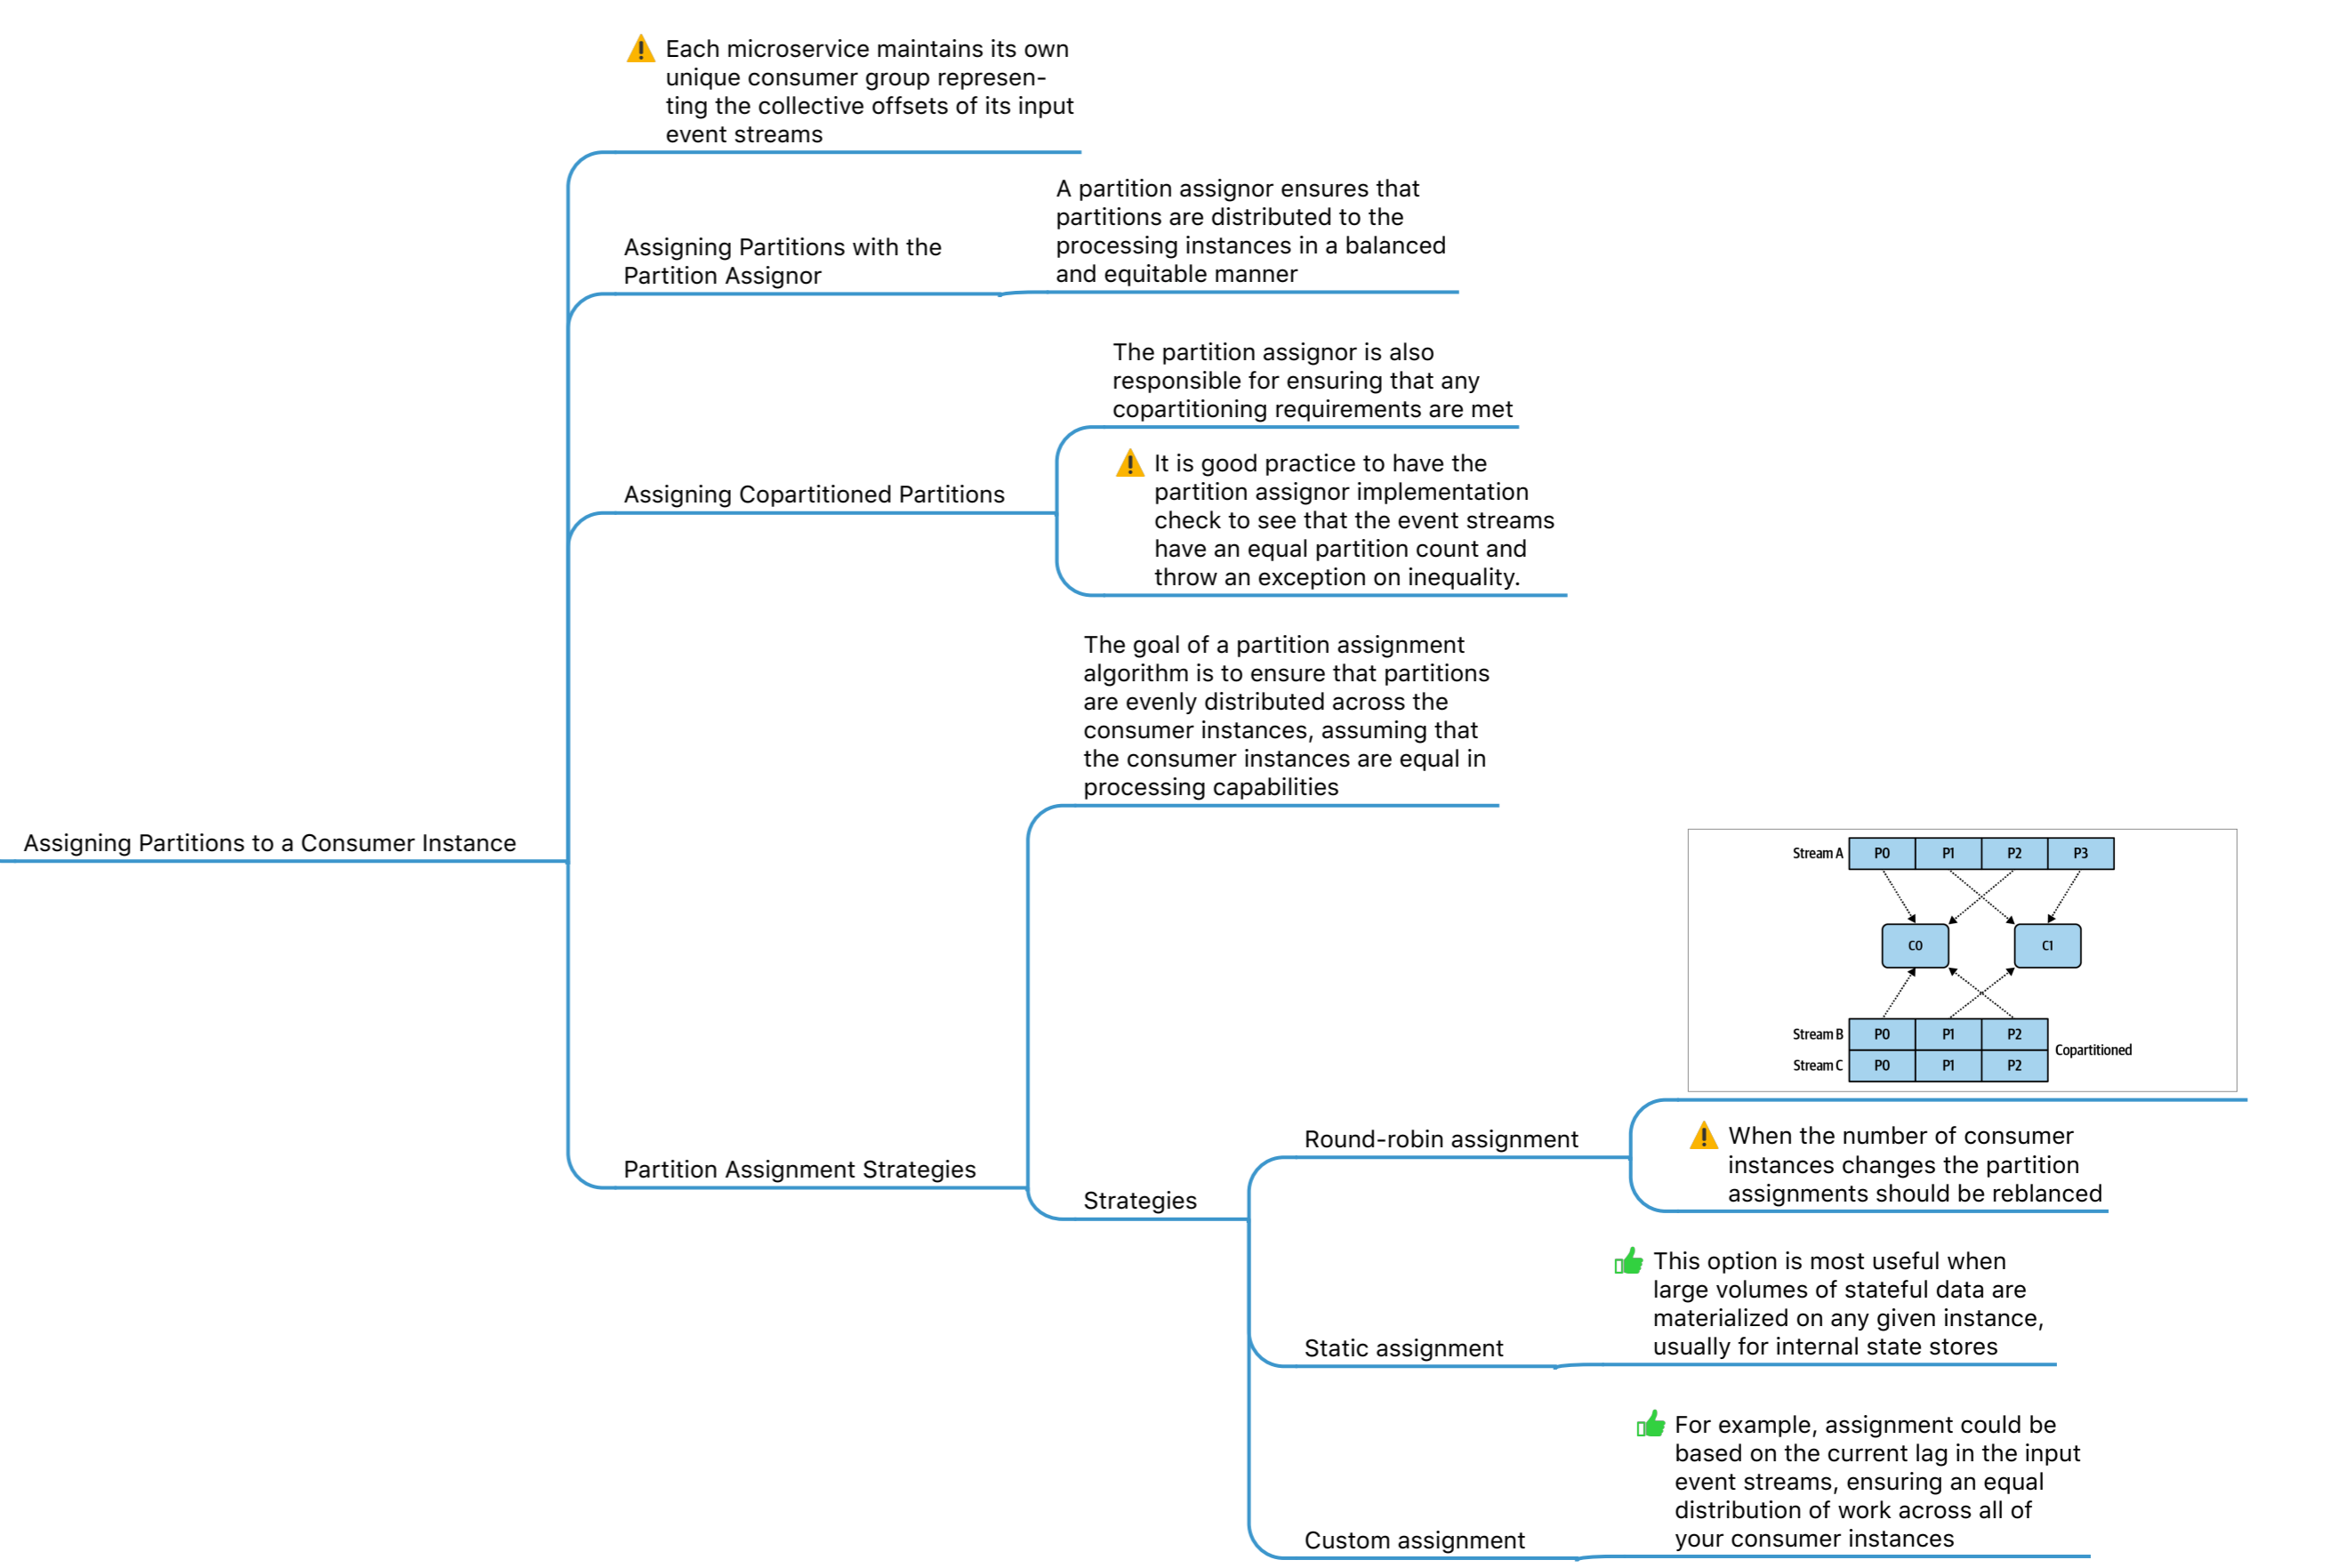 Each microservice maintains its own
unique consumer group represen-
ting the collective offsets of its input
event streams
Assigning Partitions with the
Partition Assignor
A partition assignor ensures that
partitions are distributed to the
processing instances in a balanced
and equitable manner
Assigning Copartitioned Partitions
The partition assignor is also
responsible for ensuring that any
copartitioning requirements are met
It is good practice to have the
partition assignor implementation
check to see that the event streams
have an equal partition count and
throw an exception on inequality.
Assigning Partitions to a Consumer Instance
Partition Assignment Strategies
The goal of a partition assignment
algorithm is to ensure that partitions
are evenly distributed across the
consumer instances, assuming that
the consumer instances are equal in
processing capabilities
Strategies
Round-robin assignment
Stream A P0 P1 P2 P3
C0 C1
Stream B P0 P1 P2
Copartitioned
Stream C P0 P1 P2
When the number of consumer
instances changes the partition
assignments should be reblanced
Static assignment
This option is most useful when
large volumes of stateful data are
materialized on any given instance,
usually for internal state stores
Custom assignment
For example, assignment could be
based on the current lag in the input
event streams, ensuring an equal
distribution of work across all of
your consumer instances